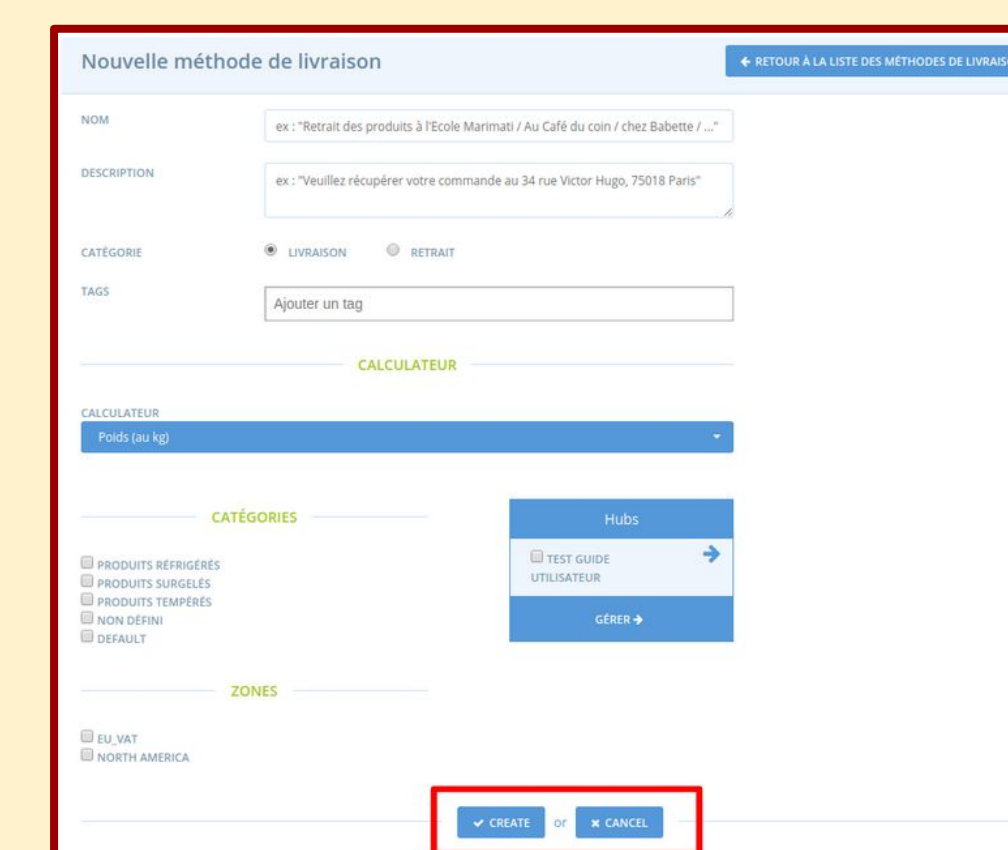 Nouvelle méthode de livraison
RETOUR À LA LISTE DES MÉTHODES DE
NOM
ex : "Retrait des produits à l'Ecole Marimati / Au Café du coin / chez Babette / ..."
DESCRIPTION
ex : "Veuillez récupérer votre commande au 34 rue Victor Hugo, 75018 Paris"
CATÉGORIE
LIVRAISON RETRAIT
TAGS
Ajouter un tag
CALCULATEUR
CALCULATEUR
Poids (au kg)
CATÉGORIES
PRODUITS RÉFRIGÉRÉS
PRODUITS SURGELÉS
PRODUITS TEMPÉRÉS
NON DÉFINI
DEFAULT
Hubs
TEST GUIDE
UTILISATEUR
GÉRER
ZONES
EU_VAT
NORTH AMERICA
CREATE or CANCEL